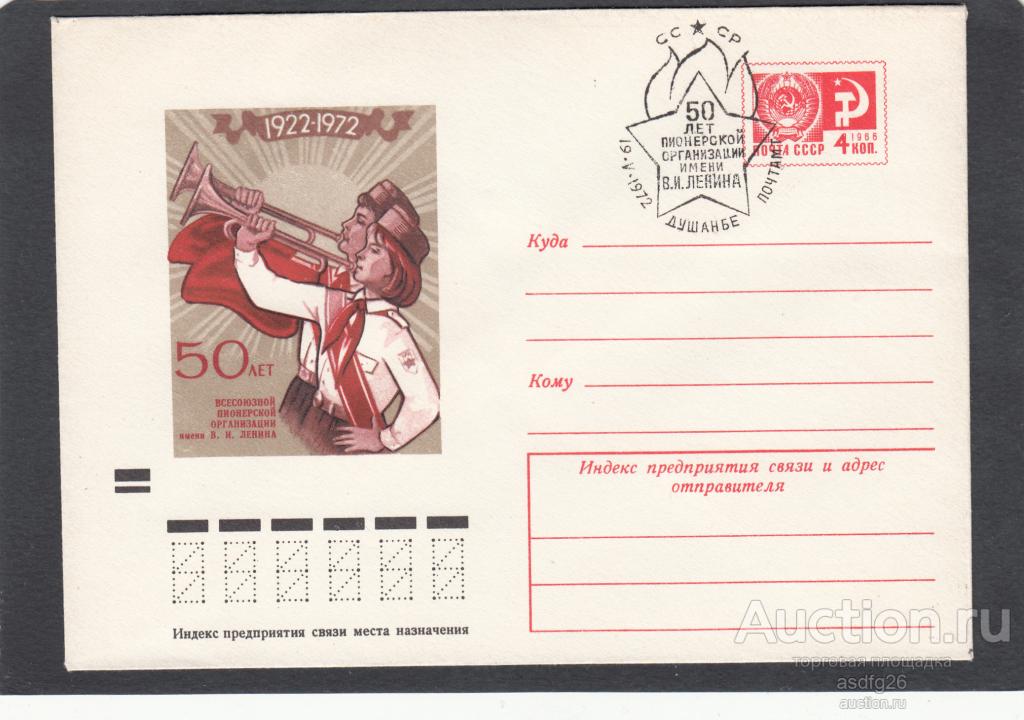 1922-1972
50 ЛЕТ
ВСЕСОЮЗНОЙ
ПИОНЕРСКОЙ
ОРГАНИЗАЦИИ
имени В. И. ЛЕНИНА
СС СР
50
ЛЕТ
ПИОНЕРСКОЙ
ОРГАНИЗАЦИИ
ИМЕНИ
В.И. ЛЕНИНА
19·V·1972
ДУШАНБЕ
ПОЧТАМТ
1966
ПОЧТА СССР 4 КОП.
Куда
Кому
Индекс предприятия связи и адрес
отправителя
Индекс предприятия связи места назначения
Auction.ru
торговая площадка
asdfg26
auction.ru